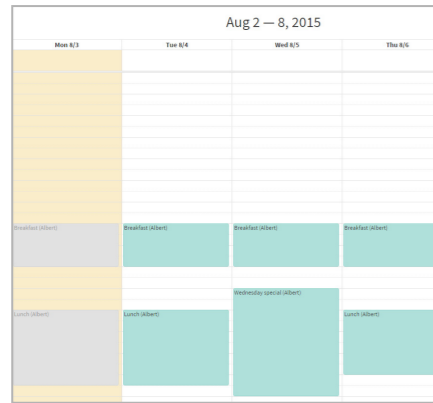 Aug 2 — 8, 2015
Mon 8/3 Tue 8/4 Wed 8/5 Thu 8/6
Breakfast (Albert) Breakfast (Albert) Breakfast (Albert) Breakfast (Albert)
Wednesday special (Albert)
Lunch (Albert) Lunch (Albert) Lunch (Albert)